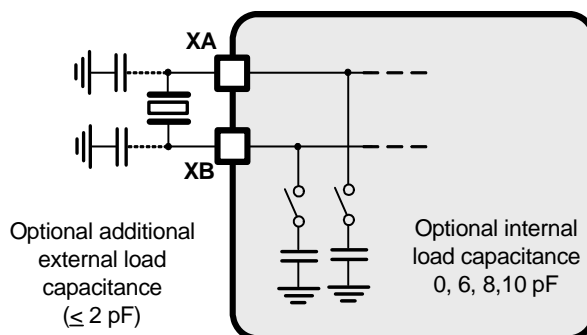 XA
XB
Optional additional
external load
capacitance
(≤ 2 pF)
Optional internal
load capacitance
0, 6, 8,10 pF